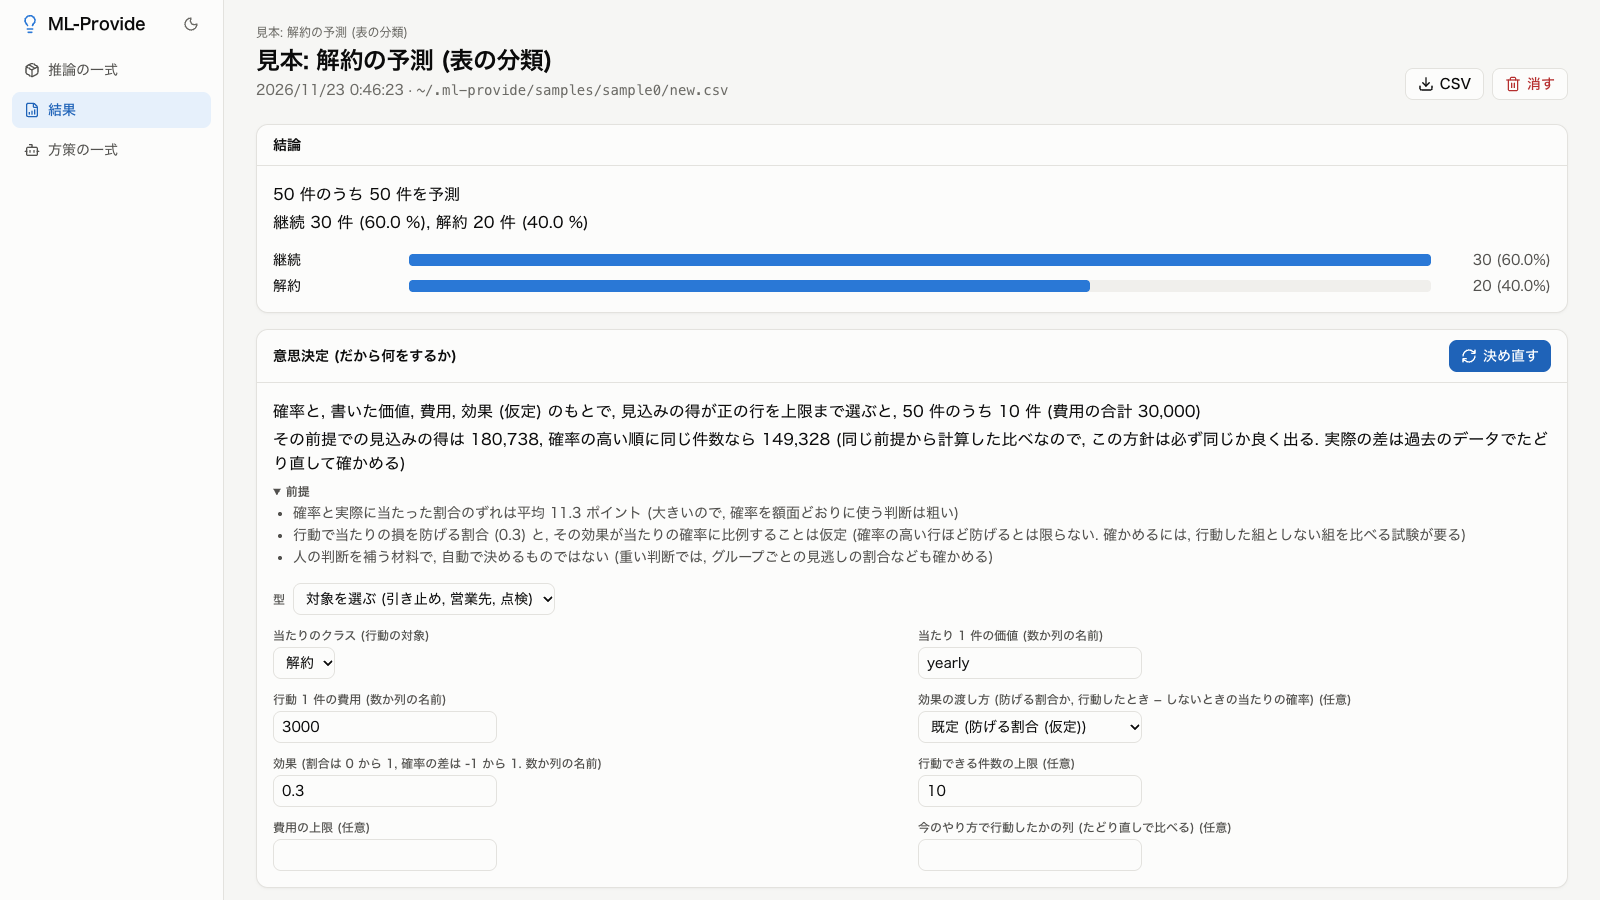 ML-Provide
推論の一式
結果
方策の一式
見本: 解約の予測 (表の分類)
見本: 解約の予測 (表の分類)
2026/11/23 0:46:23 · ~/.ml-provide/samples/sample0/new.csv
CSV
消す
結論
50 件のうち 50 件を予測
継続 30 件 (60.0 %), 解約 20 件 (40.0 %)
継続 30 (60.0%)
解約 20 (40.0%)
意思決定 (だから何をするか)
決め直す
確率と, 書いた価値, 費用, 効果 (仮定) のもとで, 見込みの得が正の行を上限まで選ぶと, 50 件のうち 10 件 (費用の合計 30,000)
その前提での見込みの得は 180,738, 確率の高い順に同じ件数なら 149,328 (同じ前提から計算した比べなので, この方針は必ず同じか良く出る. 実際の差は過去のデータでたど
り直して確かめる)
▼ 前提
• 確率と実際に当たった割合のずれは平均 11.3 ポイント (大きいので, 確率を額面どおりに使う判断は粗い)
• 行動で当たりの損を防げる割合 (0.3) と, その効果が当たりの確率に比例することは仮定 (確率の高い行ほど防げるとは限らない. 確かめるには, 行動した組としない組を比べる試験が要る)
• 人の判断を補う材料で, 自動で決めるものではない (重い判断では, グループごとの見逃しの割合なども確かめる)
型 対象を選ぶ (引き止め, 営業先, 点検)
当たりのクラス (行動の対象)
解約
当たり 1 件の価値 (数か列の名前)
yearly
行動 1 件の費用 (数か列の名前)
3000
効果の渡し方 (防げる割合か, 行動したとき − しないときの当たりの確率) (任意)
既定 (防げる割合 (仮定))
効果 (割合は 0 から 1, 確率の差は -1 から 1. 数か列の名前)
0.3
行動できる件数の上限 (任意)
10
費用の上限 (任意)
今のやり方で行動したかの列 (たどり直しで比べる) (任意)